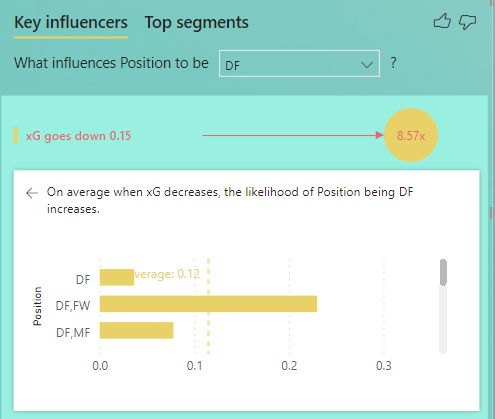 Key influencers Top segments
What influences Position to be DF ?
xG goes down 0.15 8.57x
On average when xG decreases, the likelihood of Position being DF
increases.
verage: 0.12
Position
DF
DF,FW
DF,MF
0.0 0.1 0.2 0.3